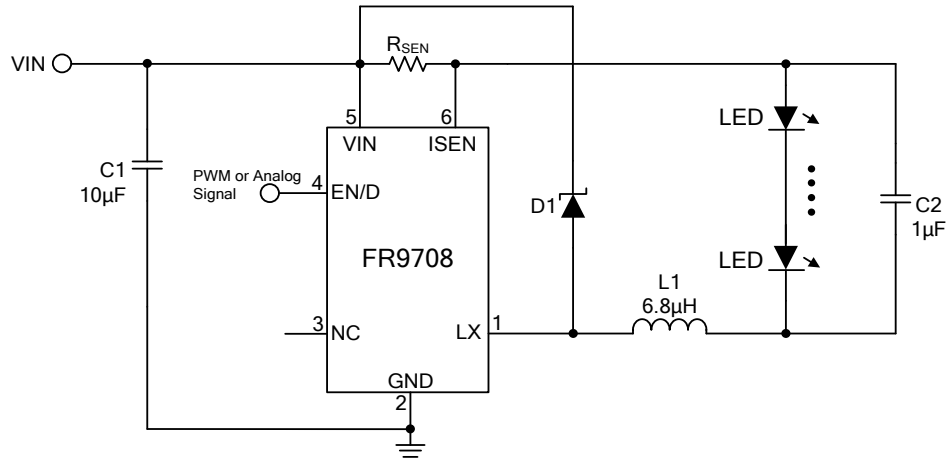 R_SEN
VIN
5
6
VIN
ISEN
LED
C1
10µF
PWM or Analog
Signal
4
EN/D
D1
C2
1µF
FR9708
LED
L1
6.8µH
3
NC
LX
1
GND
2